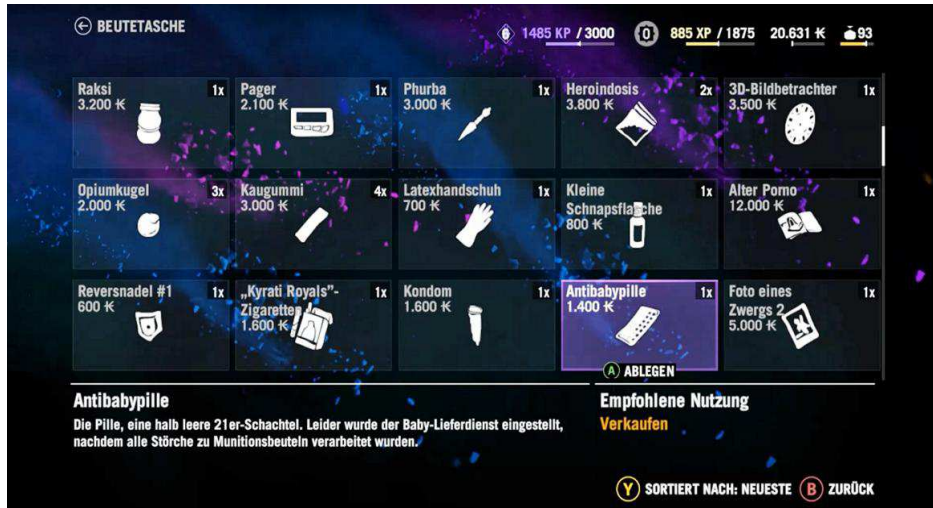 BEUTETASCHE
6 1485 KP / 3000 0 885 XP / 1875 20.631 93
Raksi 1x
3.200
Pager 1x
2.100
Phurba 1x
3.000
Heroindosis 2x
3.800
3D-Bildbetrachter 1x
3.500
Opiumkugel 3x
2.000
Kaugummi 4x
3.000
Latexhandschuh 1x
700
Kleine 1x
Schnapsflasche
800
Alter Porno 1x
12.000
Reversnadel #1 1x
600
„Kyrati Royals”- 1x
Zigaretten
1.600
Kondom 1x
1.600
Antibabypille 1x
1.400
Foto eines 1x
Zwergs 2
5.000
A ABLEGEN
Antibabypille
Die Pille, eine halb leere 21er-Schachtel. Leider wurde der Baby-Lieferdienst eingestellt,
nachdem alle Störche zu Munitionsbeuteln verarbeitet wurden.
Empfohlene Nutzung
Verkaufen
Y SORTIERT NACH: NEUESTE B ZURÜCK